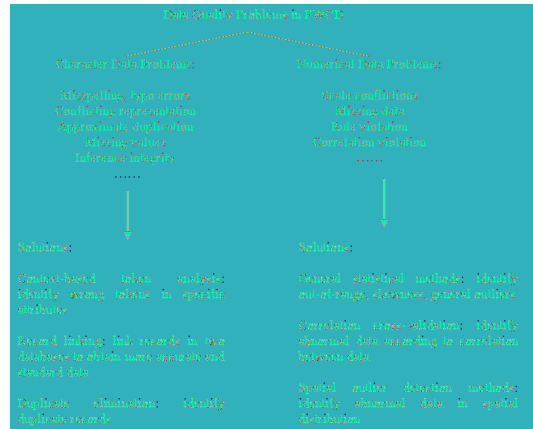 Data Quality Problems in
Character Data Problems:
Misspelling, typo errors
Conflicting representation
Approximate duplication
Missing values
Inference integrity
......
Solutions:
Context-based token analysis:
identify wrong tokens in specific
attributes
Record linking: link records in two
databases to obtain more accurate and
standard data
Duplicate elimination: identify
duplicate records
Numerical Data Problems:
Scale conflictions
Missing data
Rule violation
Correlation violation
......
Solutions:
General statistical methods: identify
out-of-range, skewness, general outliers
Correlation cross-validation: identify
abnormal data according to correlation
between data
Spatial outlier detection methods:
identify abnormal data in spatial
distribution